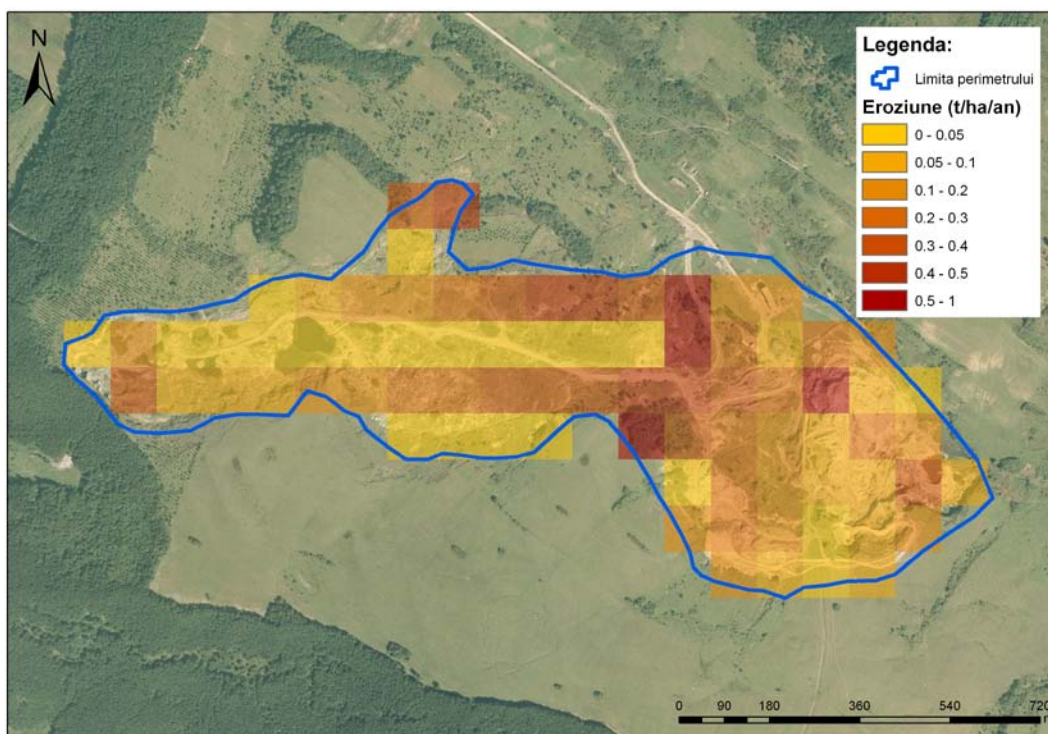 N
Legenda:
Limita perimetrului
Eroziune (t/ha/an)
0 - 0.05
0.05 - 0.1
0.1 - 0.2
0.2 - 0.3
0.3 - 0.4
0.4 - 0.5
0.5 - 1
0 90 180 360 540 720